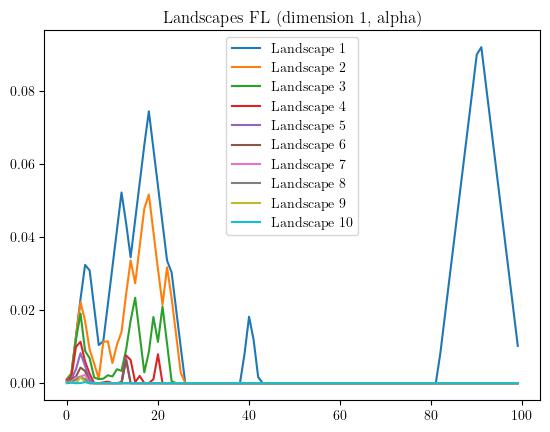 Landscapes FL (dimension 1, alpha)
Landscape 1
Landscape 2
Landscape 3
Landscape 4
Landscape 5
Landscape 6
Landscape 7
Landscape 8
Landscape 9
Landscape 10
0.08
0.06
0.04
0.02
0.00
0 20 40 60 80 100